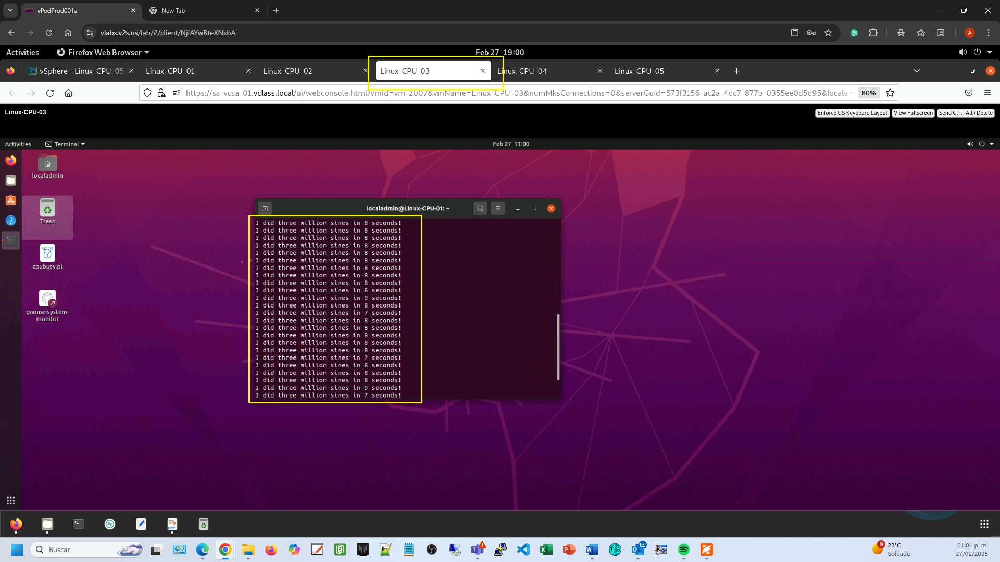 vPodProd001a
New Tab
vlabs.v2s.us/lab/#/client/NjIAYwBteXNxbA
A
Activities
Firefox Web Browser
Feb 27 19:00
vSphere - Linux-CPU-05
Linux-CPU-01
Linux-CPU-02
Linux-CPU-03
Linux-CPU-04
Linux-CPU-05
https://sa-vcsa-01.vclass.local/ui/webconsole.html?vmId=vm-2007&vmName=Linux-CPU-03&numMksConnections=0&serverGuid=573f3156-ac2a-4dc7-877b-0355ee0d5d95&locale=
80%
Linux-CPU-03
Enforce US Keyboard Layout
View Fullscreen
Send Ctrl+Alt+Delete
Activities
Terminal
Feb 27 11:00
localadmin
Trash
cpubusy.pl
gnome-system-
monitor
localadmin@Linux-CPU-01: ~
I did three million sines in 8 seconds!
I did three million sines in 8 seconds!
I did three million sines in 8 seconds!
I did three million sines in 8 seconds!
I did three million sines in 8 seconds!
I did three million sines in 8 seconds!
I did three million sines in 8 seconds!
I did three million sines in 8 seconds!
I did three million sines in 8 seconds!
I did three million sines in 8 seconds!
I did three million sines in 9 seconds!
I did three million sines in 8 seconds!
I did three million sines in 7 seconds!
I did three million sines in 8 seconds!
I did three million sines in 8 seconds!
I did three million sines in 8 seconds!
I did three million sines in 8 seconds!
I did three million sines in 8 seconds!
I did three million sines in 7 seconds!
I did three million sines in 8 seconds!
I did three million sines in 8 seconds!
I did three million sines in 8 seconds!
I did three million sines in 9 seconds!
I did three million sines in 7 seconds!
Buscar
9
23°C
Soleado
01:01 p. m.
27/02/2025